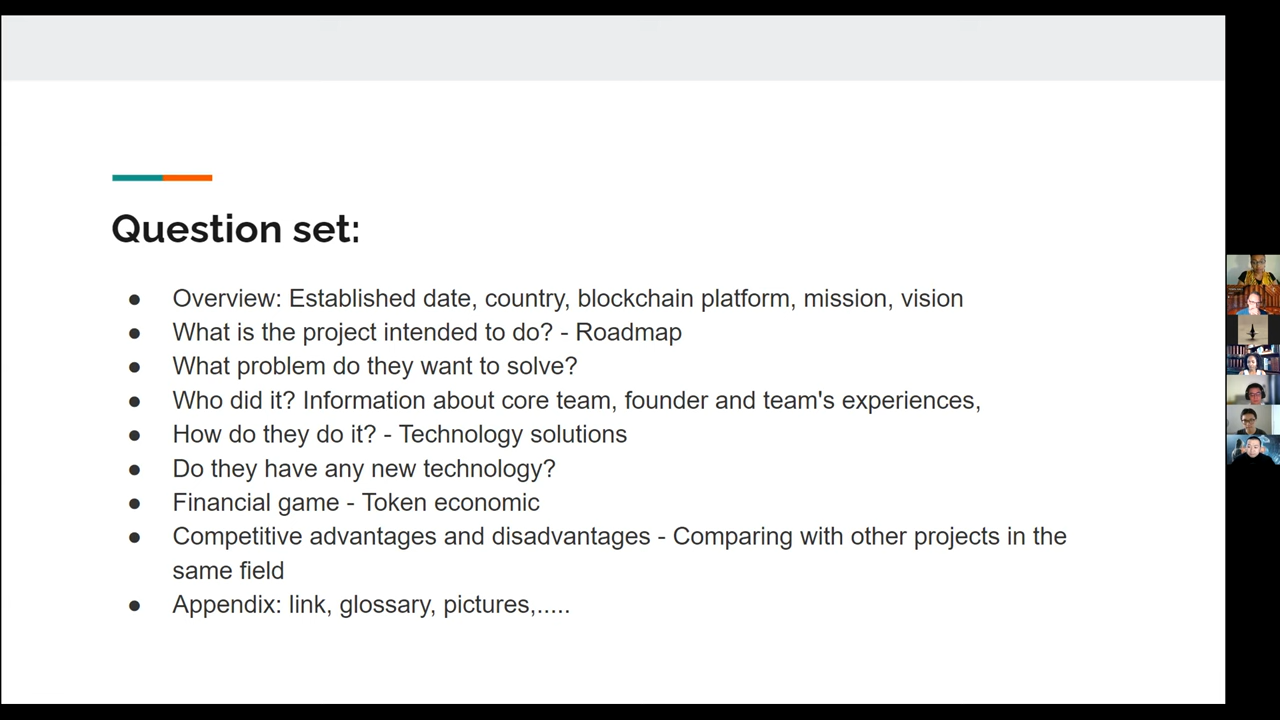 Question set:
● Overview: Established date, country, blockchain platform, mission, vision
● What is the project intended to do? - Roadmap
● What problem do they want to solve?
● Who did it? Information about core team, founder and team's experiences,
● How do they do it? - Technology solutions
● Do they have any new technology?
● Financial game - Token economic
● Competitive advantages and disadvantages - Comparing with other projects in the
same field
● Appendix: link, glossary, pictures,.....